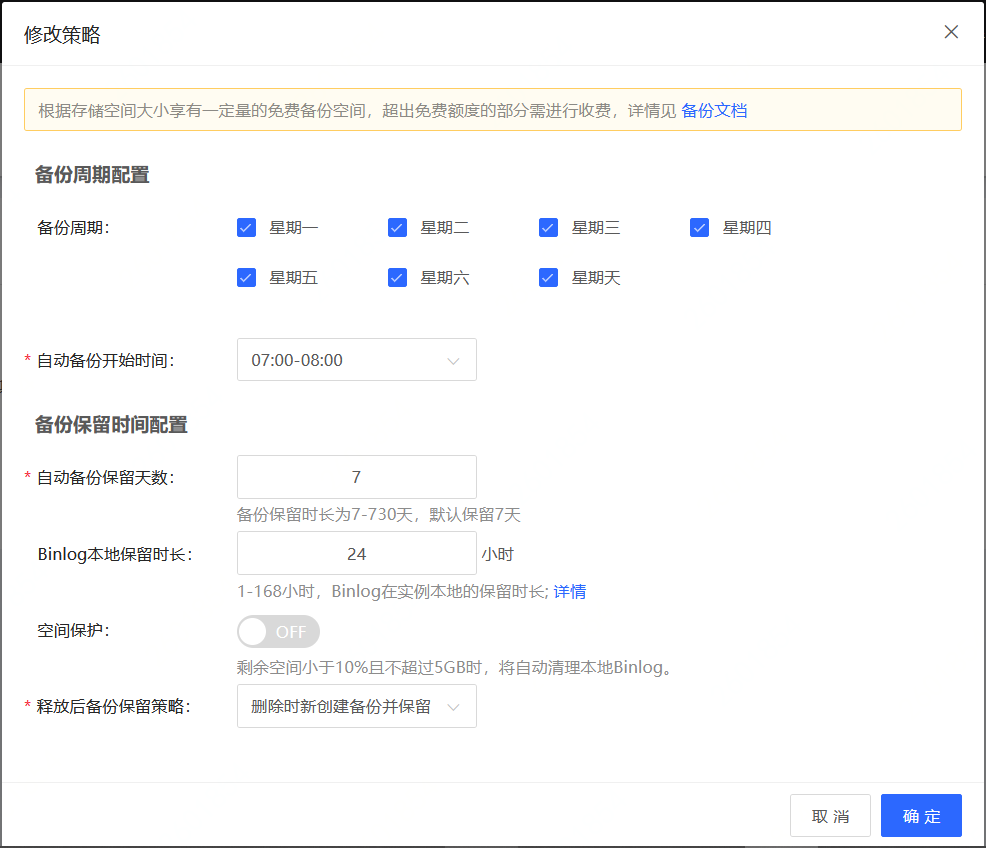 修改策略
根据存储空间大小享有一定量的免费备份空间，超出免费额度的部分需进行收费，详情见 备份文档
备份周期配置
备份周期： 星期一 星期二 星期三 星期四
星期五 星期六 星期天
* 自动备份开始时间： 07:00-08:00
备份保留时间配置
* 自动备份保留天数： 7
备份保留时长为7-730天，默认保留7天
Binlog本地保留时长： 24 小时
1-168小时，Binlog在实例本地的保留时长; 详情
空间保护： OFF
剩余空间小于10%且不超过5GB时，将自动清理本地Binlog。
* 释放后备份保留策略： 删除时新创建备份并保留
取 消 确 定